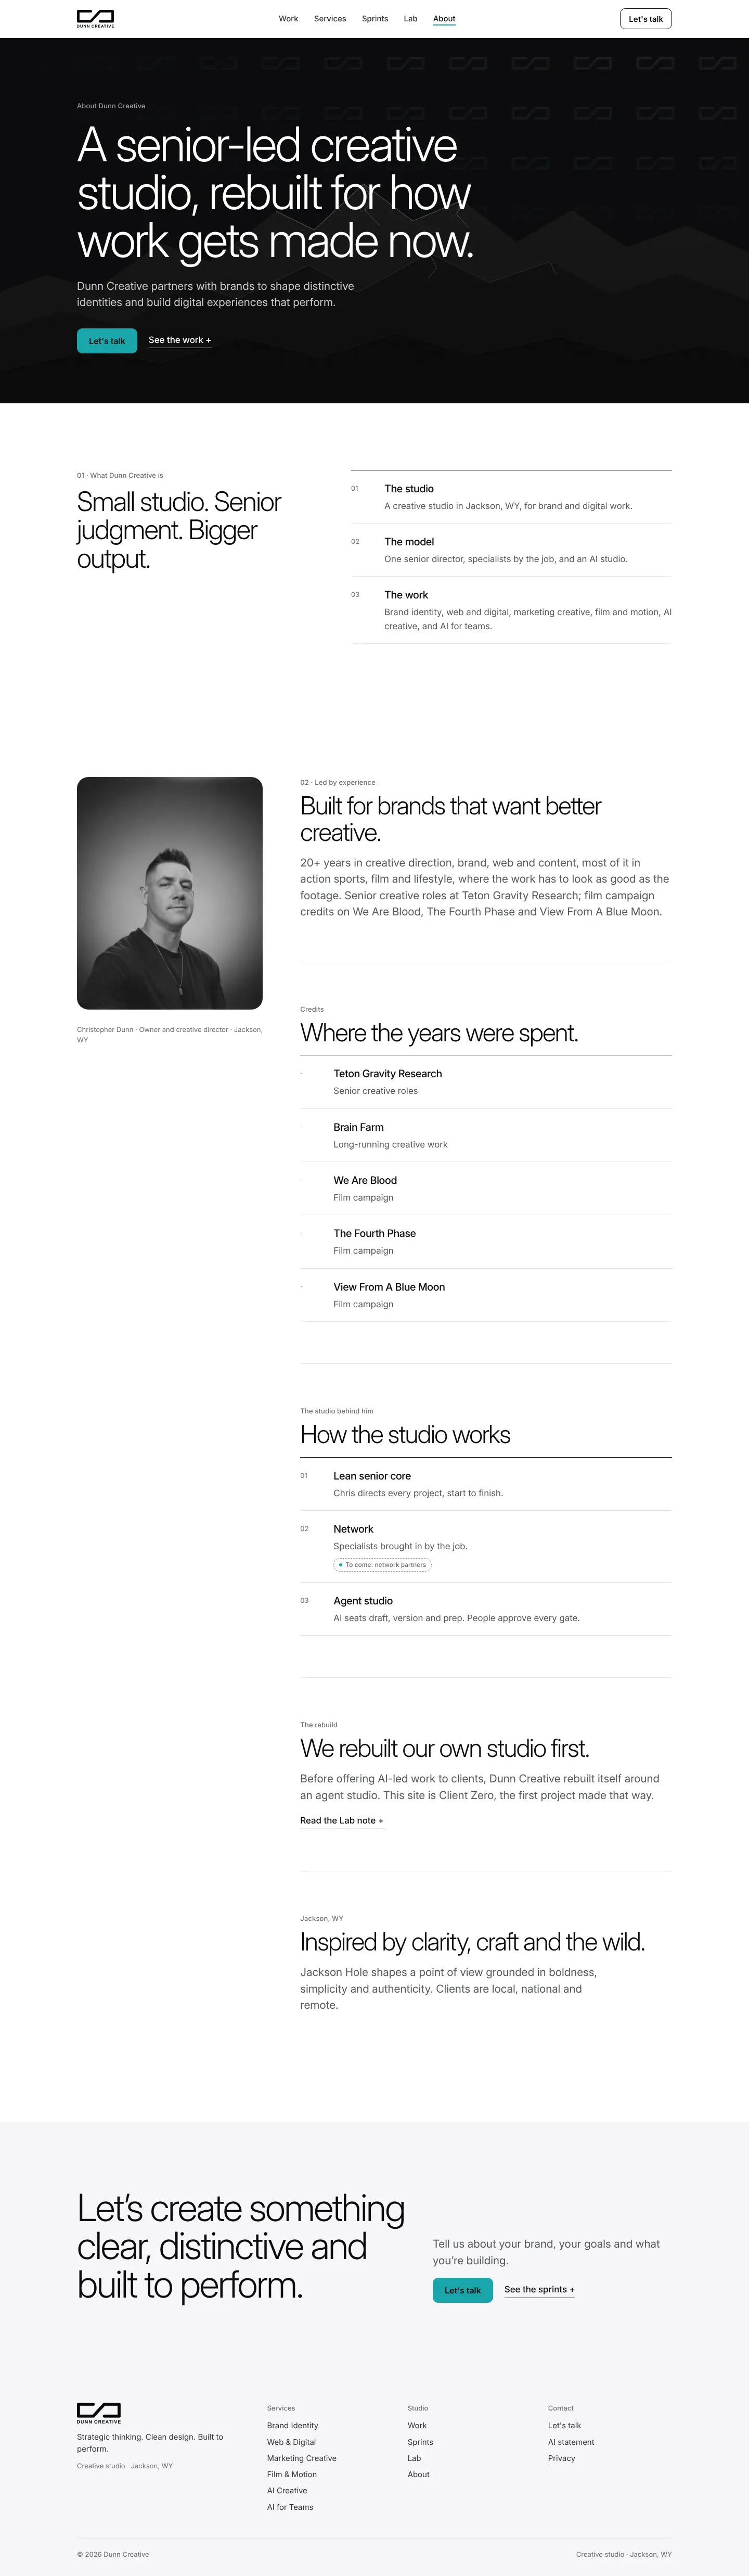 DUNN CREATIVE
Work
Services
Sprints
Lab
About
Let's talk
About Dunn Creative
A senior-led creative
studio, rebuilt for how
work gets made now.
Dunn Creative partners with brands to shape distinctive
identities and build digital experiences that perform.
Let's talk
See the work +
01 · What Dunn Creative is
Small studio. Senior
judgment. Bigger
output.
01
The studio
A creative studio in Jackson, WY, for brand and digital work.
02
The model
One senior director, specialists by the job, and an AI studio.
03
The work
Brand identity, web and digital, marketing creative, film and motion, AI
creative, and AI for teams.
Christopher Dunn · Owner and creative director · Jackson,
WY
02 · Led by experience
Built for brands that want better
creative.
20+ years in creative direction, brand, web and content, most of it in
action sports, film and lifestyle, where the work has to look as good as the
footage. Senior creative roles at Teton Gravity Research; film campaign
credits on We Are Blood, The Fourth Phase and View From A Blue Moon.
Credits
Where the years were spent.
· Teton Gravity Research
Senior creative roles
· Brain Farm
Long-running creative work
· We Are Blood
Film campaign
· The Fourth Phase
Film campaign
· View From A Blue Moon
Film campaign
The studio behind him
How the studio works
01
Lean senior core
Chris directs every project, start to finish.
02
Network
Specialists brought in by the job.
To come: network partners
03
Agent studio
AI seats draft, version and prep. People approve every gate.
The rebuild
We rebuilt our own studio first.
Before offering AI-led work to clients, Dunn Creative rebuilt itself around
an agent studio. This site is Client Zero, the first project made that way.
Read the Lab note +
Jackson, WY
Inspired by clarity, craft and the wild.
Jackson Hole shapes a point of view grounded in boldness,
simplicity and authenticity. Clients are local, national and
remote.
Let's create something
clear, distinctive and
built to perform.
Tell us about your brand, your goals and what
you're building.
Let's talk
See the sprints +
DUNN CREATIVE
Strategic thinking. Clean design. Built to
perform.
Creative studio · Jackson, WY
Services
Brand Identity
Web & Digital
Marketing Creative
Film & Motion
AI Creative
AI for Teams
Studio
Work
Sprints
Lab
About
Contact
Let's talk
AI statement
Privacy
© 2026 Dunn Creative
Creative studio · Jackson, WY